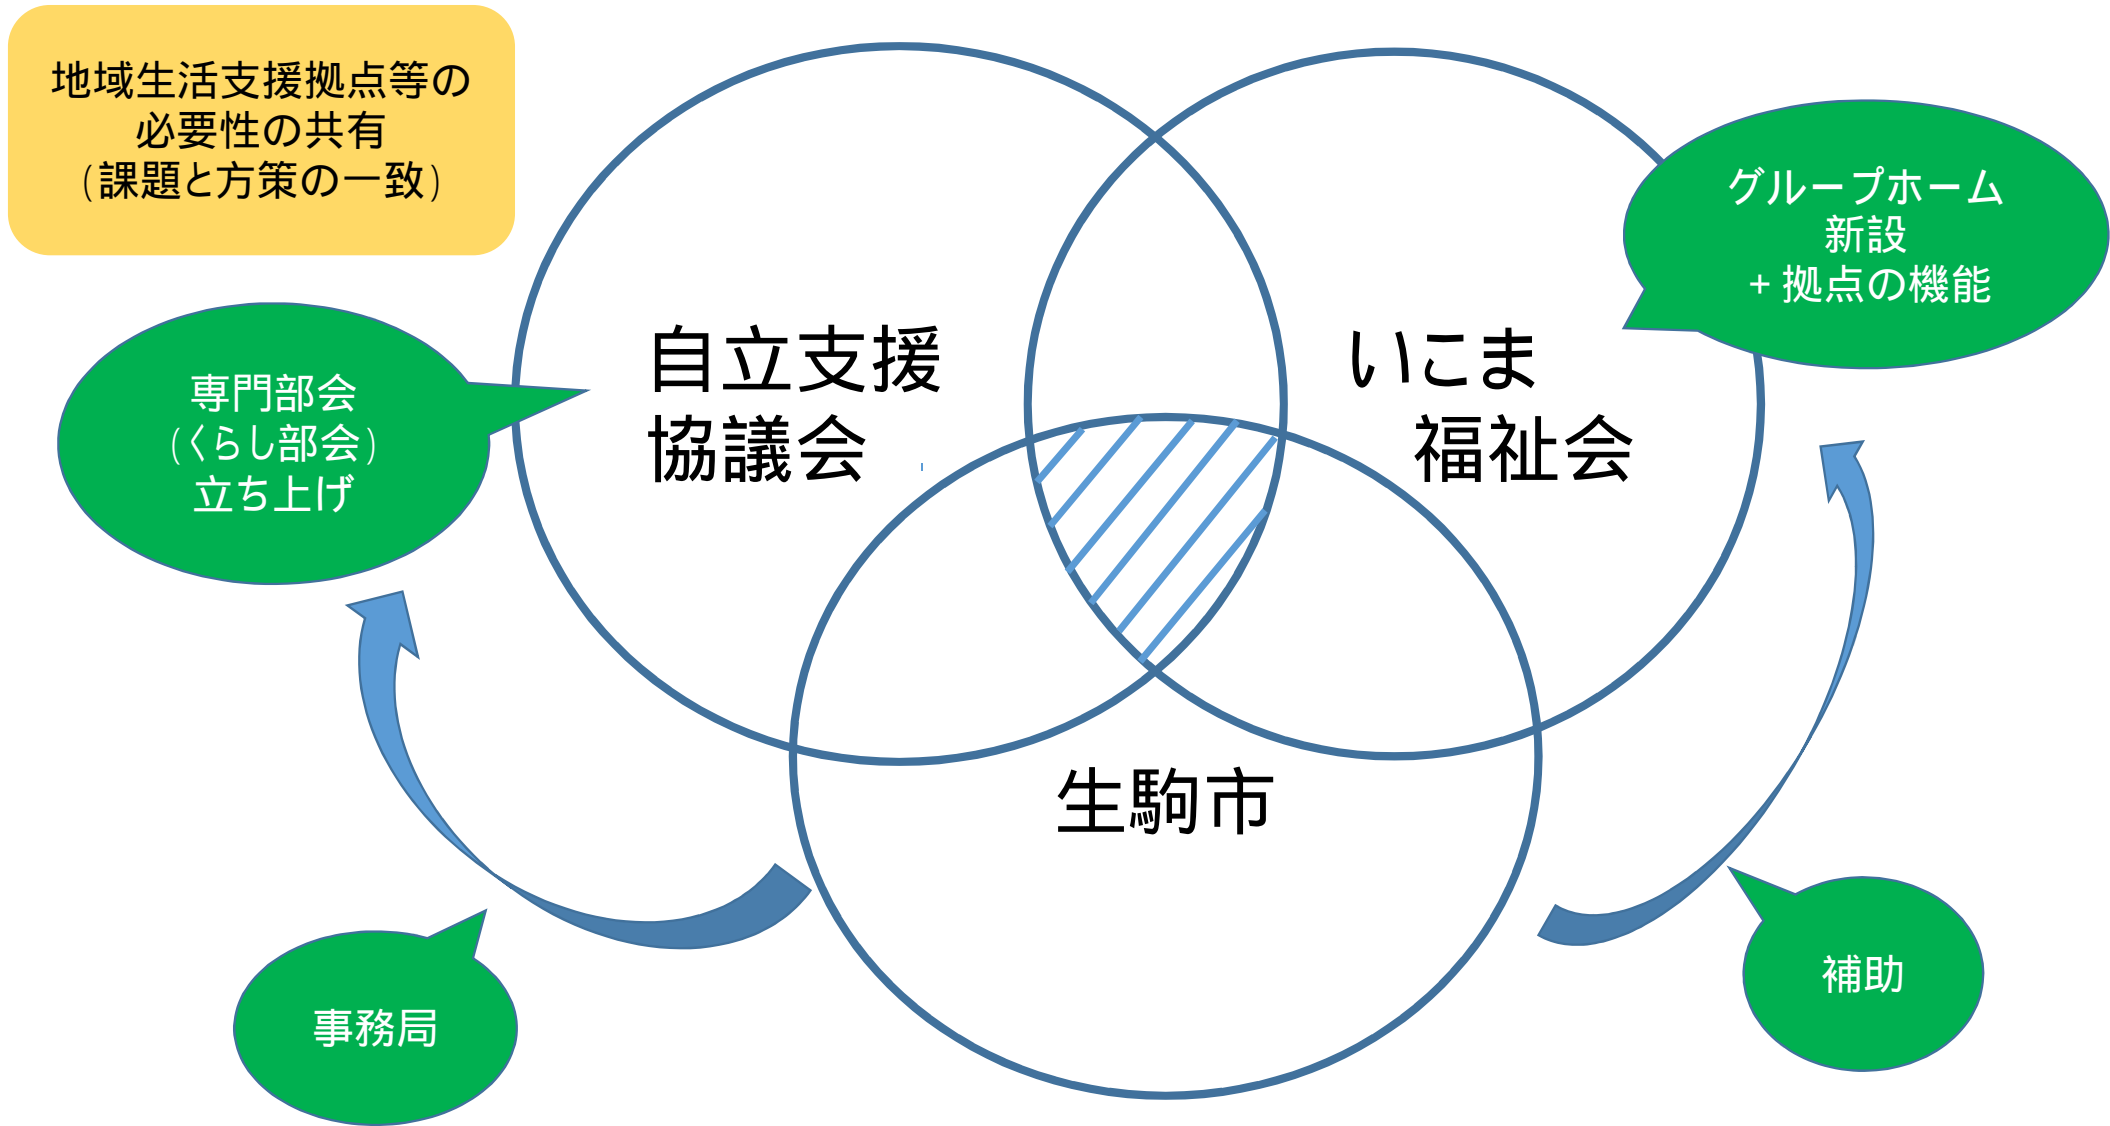 地域生活支援拠点等の
必要性の共有
（課題と方策の一致）
自立支援
協議会
いこま
福祉会
グループホーム
新設
+ 拠点の機能
専門部会
（くらし部会）
立ち上げ
生駒市
事務局
補助